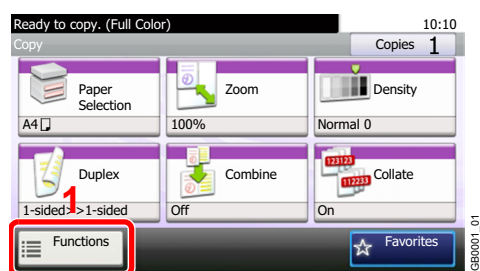 Ready to copy. (Full Color) 10:10
Copy Copies 1
Paper Selection
A4
Zoom
100%
Density
Normal 0
Duplex
1-sided>>1-sided
Combine
Off
123123
112233
Collate
On
1
Functions
Favorites
GB0001_01